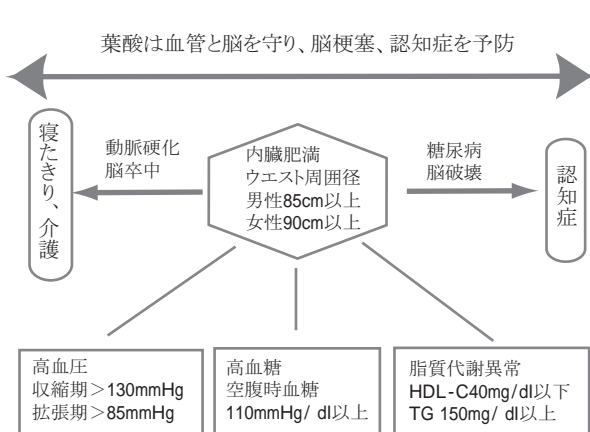 葉酸は血管と脳を守り、脳梗塞、認知症を予防
寝たきり、介護
動脈硬化
脳卒中
内臓肥満
ウエスト周囲径
男性85cm以上
女性90cm以上
糖尿病
脳破壊
認知症
高血圧
収縮期＞130mmHg
拡張期＞85mmHg
高血糖
空腹時血糖
110mmHg/ dl以上
脂質代謝異常
HDL-C40mg/dl以下
TG 150mg/ dl以上